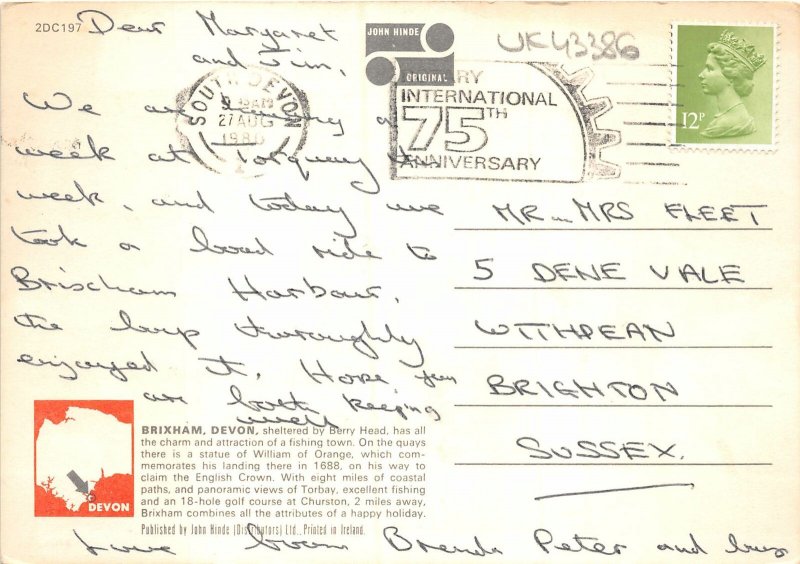 2DC197
Dear Margaret
and Jim,
JOHN HINDE
ORIGINAL
UK43386
SOUTH DEVON
27 AUG
1980
ROTARY
INTERNATIONAL
75TH
ANNIVERSARY
12P
We are having a
week at Torquay this
week, and today we
took a boad ride to
Brischam Harbour,
the boys thoroughly
enjoyed it. Hope you
are both keeping
well
MR and MRS FLEET
5 DENE VALE
WITHDEAN
BRIGHTON
SUSSEX.
DEVON
BRIXHAM, DEVON, sheltered by Berry Head, has all
the charm and attraction of a fishing town. On the quays
there is a statue of William of Orange, which com-
memorates his landing there in 1688, on his way to
claim the English Crown. With eight miles of coastal
paths, and panoramic views of Torbay, excellent fishing
and an 18-hole golf course at Churston, 2 miles away,
Brixham combines all the attributes of a happy holiday.
Published by John Hinde (Distributors) Ltd., Printed in Ireland.
Love from Brenda Peter and boys